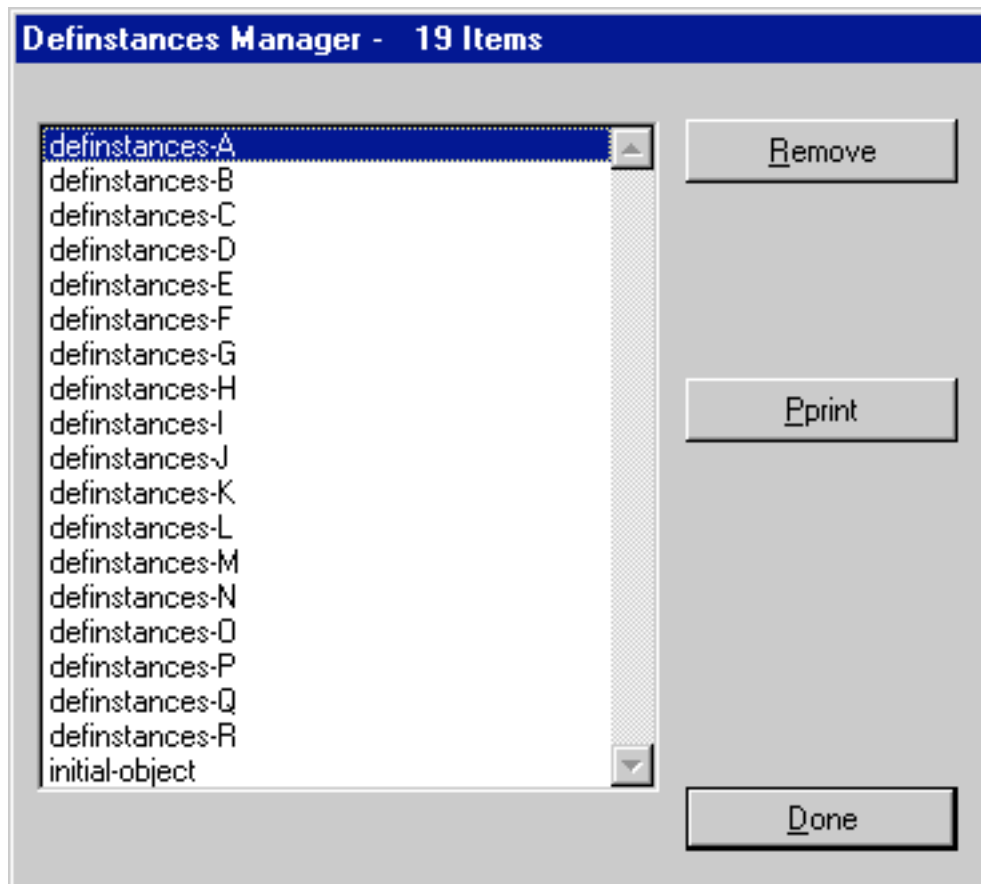 Definstances Manager -   19 Items
definstances-A
definstances-B
definstances-C
definstances-D
definstances-E
definstances-F
definstances-G
definstances-H
definstances-I
definstances-J
definstances-K
definstances-L
definstances-M
definstances-N
definstances-O
definstances-P
definstances-Q
definstances-R
initial-object
Remove
Pprint
Done